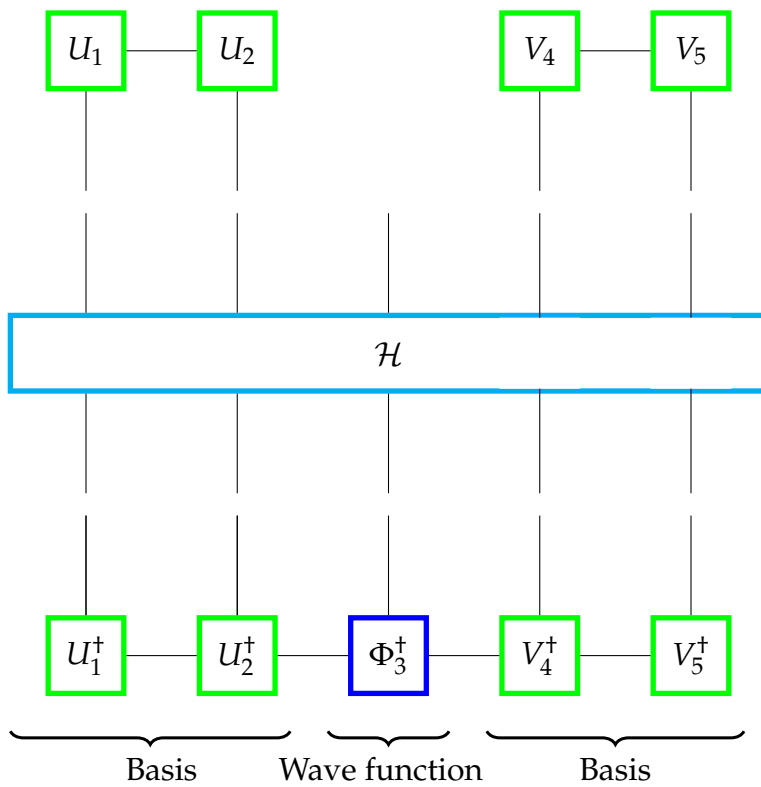 U₁ U₂ V₄ V₅
ℋ
U₁† U₂† Φ₃† V₄† V₅†
Basis Wave function Basis